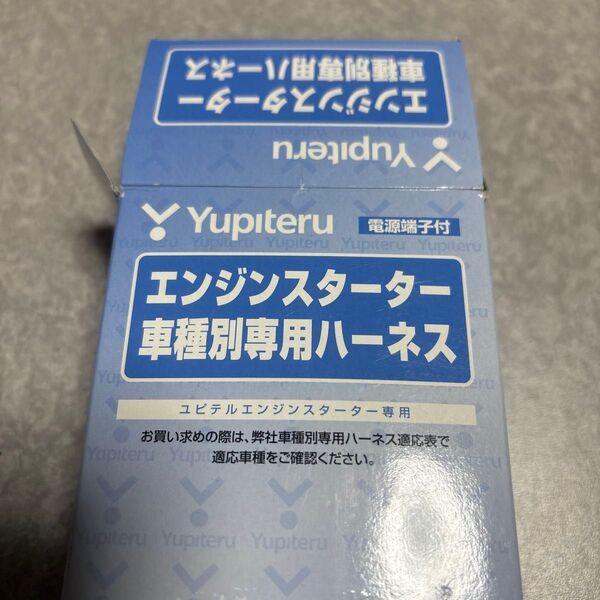 Yupiteru
エンジンスターター
車種別専用ハーネス
Yupiteru
電源端子付
エンジンスターター
車種別専用ハーネス
ユピテルエンジンスターター専用
お買い求めの際は、弊社車種別専用ハーネス適応表で
適応車種をご確認ください。
Yupiteru Yupiteru Yupiteru